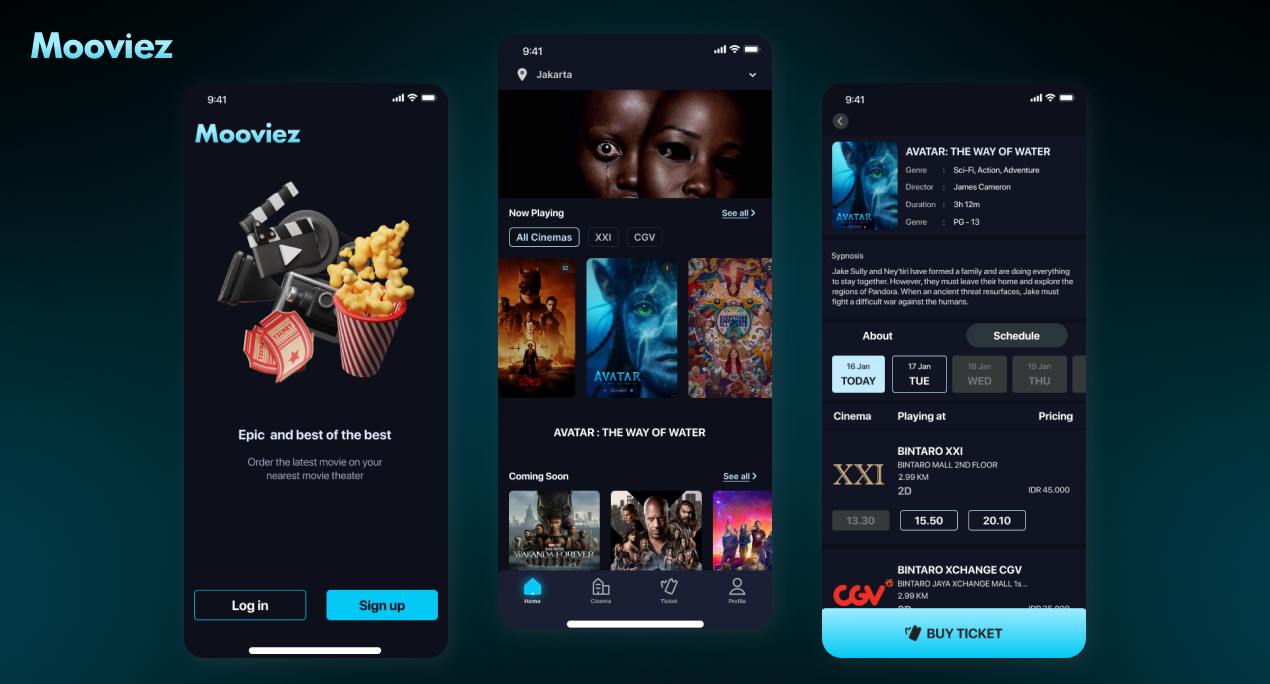 Mooviez
9:41
Mooviez
TICKET
TICKET
Epic and best of the best
Order the latest movie on your
nearest movie theater
Log in
Sign up
9:41
Jakarta
Now Playing
See all
All Cinemas
XXI
CGV
AVATAR
AVATAR : THE WAY OF WATER
Coming Soon
See all
WAKANDA FOREVER
Home
Cinema
Ticket
Profile
9:41
AVATAR
AVATAR: THE WAY OF WATER
Genre : Sci-Fi, Action, Adventure
Director : James Cameron
Duration : 3h 12m
Genre : PG - 13
Sypnosis
Jake Sully and Ney'tiri have formed a family and are doing everything
to stay together. However, they must leave their home and explore the
regions of Pandora. When an ancient threat resurfaces, Jake must
fight a difficult war against the humans.
About
Schedule
16 Jan
TODAY
17 Jan
TUE
18 Jan
WED
19 Jan
THU
Cinema
Playing at
Pricing
XXI
BINTARO XXI
BINTARO MALL 2ND FLOOR
2.99 KM
2D
IDR 45.000
13.30
15.50
20.10
CGV
BINTARO XCHANGE CGV
BINTARO JAYA XCHANGE MALL 1s...
2.99 KM
BUY TICKET